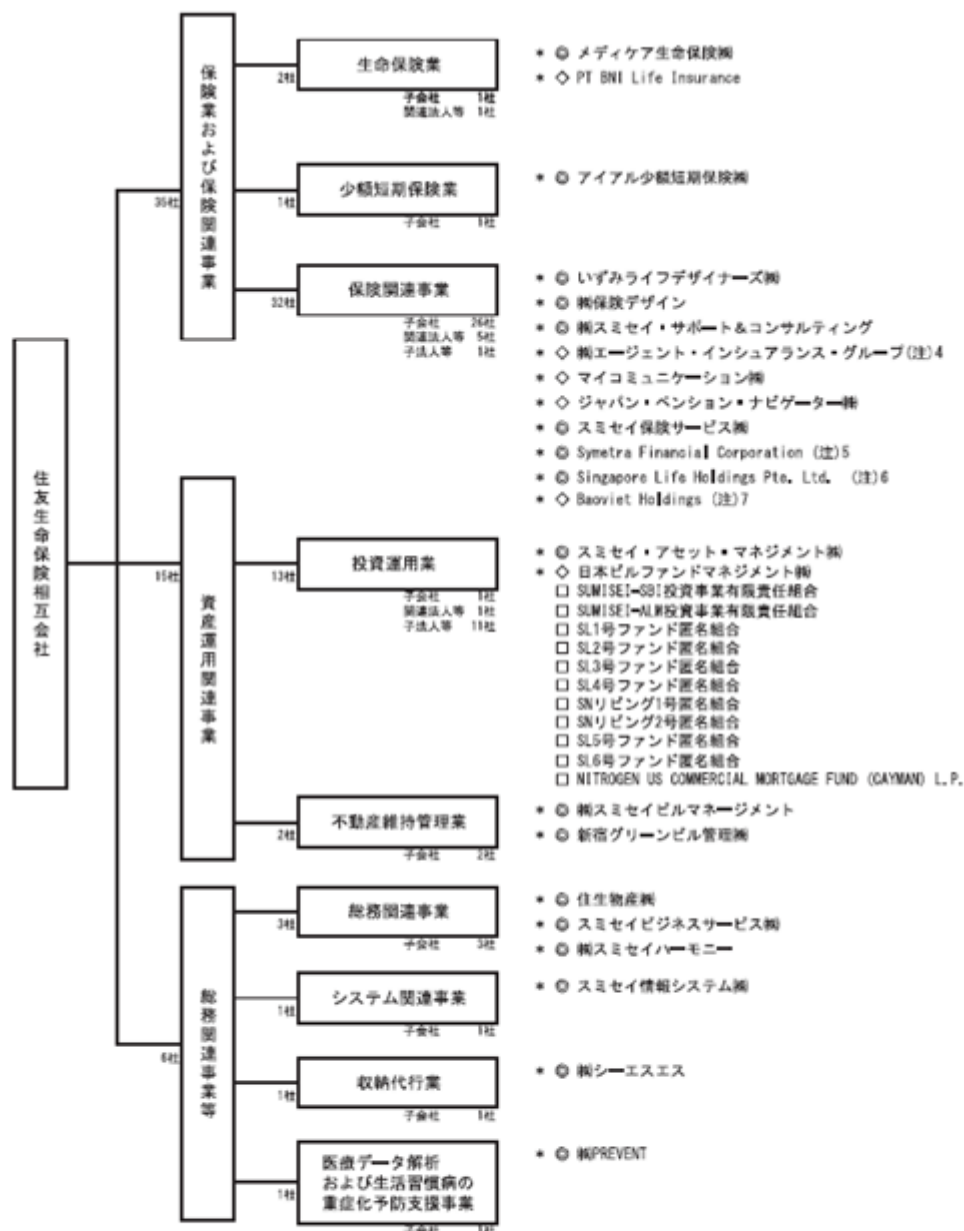 住友生命保険相互会社
35社
保険業および保険関連事業
2社
生命保険業
子会社 1社
関連法人等 1社
* ◎ メディケア生命保険㈱
* ◇ PT BNI Life Insurance
1社
少額短期保険業
子会社 1社
* ◎ アイアル少額短期保険㈱
32社
保険関連事業
子会社 26社
関連法人等 5社
子法人等 1社
* ◎ いずみライフデザイナーズ㈱
* ◎ ㈱保険デザイン
* ◎ ㈱スミセイ・サポート&コンサルティング
* ◇ ㈱エージェント・インシュアランス・グループ(注)4
* ◇ マイコミュニケーション㈱
* ◇ ジャパン・ペンション・ナビゲーター㈱
* ◎ スミセイ保険サービス㈱
* ◎ Symetra Financial Corporation (注)5
* ◎ Singapore Life Holdings Pte. Ltd. (注)6
* ◇ Baoviet Holdings (注)7
15社
資産運用関連事業
13社
投資運用業
子会社 1社
関連法人等 1社
子法人等 11社
* ◎ スミセイ・アセット・マネジメント㈱
* ◇ 日本ビルファンドマネジメント㈱
□ SUMISEI-SBI投資事業有限責任組合
□ SUMISEI-ALM投資事業有限責任組合
□ SL1号ファンド匿名組合
□ SL2号ファンド匿名組合
□ SL3号ファンド匿名組合
□ SL4号ファンド匿名組合
□ SNリビング1号匿名組合
□ SNリビング2号匿名組合
□ SL5号ファンド匿名組合
□ SL6号ファンド匿名組合
□ NITROGEN US COMMERCIAL MORTGAGE FUND (CAYMAN) L.P.
2社
不動産維持管理業
子会社 2社
* ◎ ㈱スミセイビルマネージメント
* ◎ 新宿グリーンビル管理㈱
6社
総務関連事業等
3社
総務関連事業
子会社 3社
* ◎ 住生物産㈱
* ◎ スミセイビジネスサービス㈱
* ◎ ㈱スミセイハーモニー
1社
システム関連事業
子会社 1社
* ◎ スミセイ情報システム㈱
1社
収納代行業
子会社 1社
* ◎ ㈱シーエスエス
1社
医療データ解析
および生活習慣病の
重症化予防支援事業
子会社 1社
* ◎ ㈱PREVENT